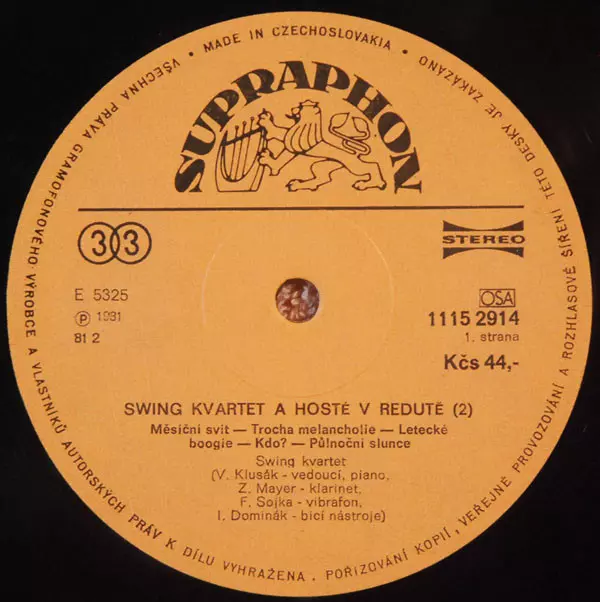 VŠECHNA PRÁVA GRAMOFONOVÉHO VÝROBCE A VLASTNÍKŮ AUTORSKÝCH PRÁV K DÍLU VYHRAŽENA . POŘIZOVÁNÍ KOPIÍ, VEŘEJNÉ PROVOZOVÁNÍ A ROZHLASOVÉ ŠÍŘENÍ TÉTO DESKY JE ZAKÁZÁNO • MADE IN CZECHOSLOVAKIA •
SUPRAPHON
33
STEREO
E 5325
Ⓟ 1981
81 2
OSA
1115 2914
1. strana
Kčs 44,-
SWING KVARTET A HOSTÉ V REDUTĚ (2)
Měsíční svit — Trocha melancholie — Letecké
boogie — Kdo? — Půlnoční slunce
Swing kvartet
(V. Klusák - vedoucí, piano,
Z. Mayer - klarinet,
F. Sojka - vibrafon,
I. Dominák - bicí nástroje)